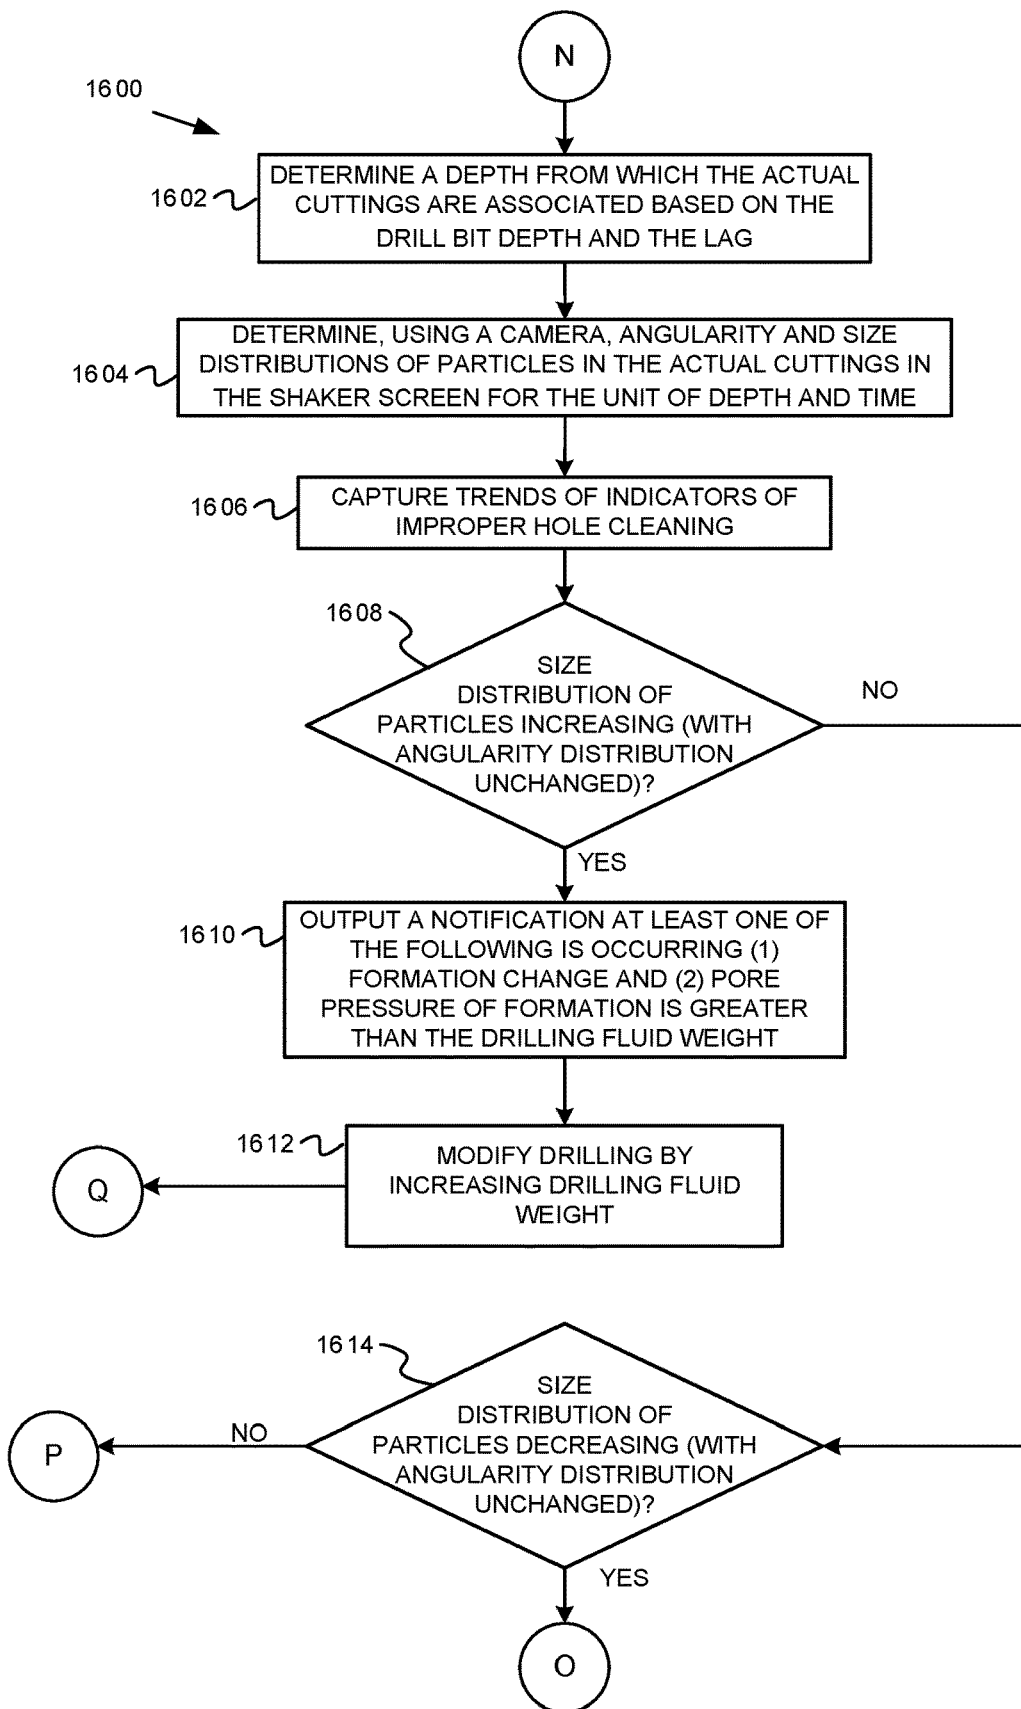 N
1600
DETERMINE A DEPTH FROM WHICH THE ACTUAL
CUTTINGS ARE ASSOCIATED BASED ON THE
DRILL BIT DEPTH AND THE LAG
1602
DETERMINE, USING A CAMERA, ANGULARITY AND SIZE
DISTRIBUTIONS OF PARTICLES IN THE ACTUAL CUTTINGS IN
THE SHAKER SCREEN FOR THE UNIT OF DEPTH AND TIME
1604
CAPTURE TRENDS OF INDICATORS OF
IMPROPER HOLE CLEANING
1606
1608
SIZE
DISTRIBUTION OF
PARTICLES INCREASING (WITH
ANGULARITY DISTRIBUTION
UNCHANGED)?
NO
YES
OUTPUT A NOTIFICATION AT LEAST ONE OF
THE FOLLOWING IS OCCURRING (1)
FORMATION CHANGE AND (2) PORE
PRESSURE OF FORMATION IS GREATER
THAN THE DRILLING FLUID WEIGHT
1610
1612
MODIFY DRILLING BY
INCREASING DRILLING FLUID
WEIGHT
Q
1614
SIZE
DISTRIBUTION OF
PARTICLES DECREASING (WITH
ANGULARITY DISTRIBUTION
UNCHANGED)?
NO
P
YES
O